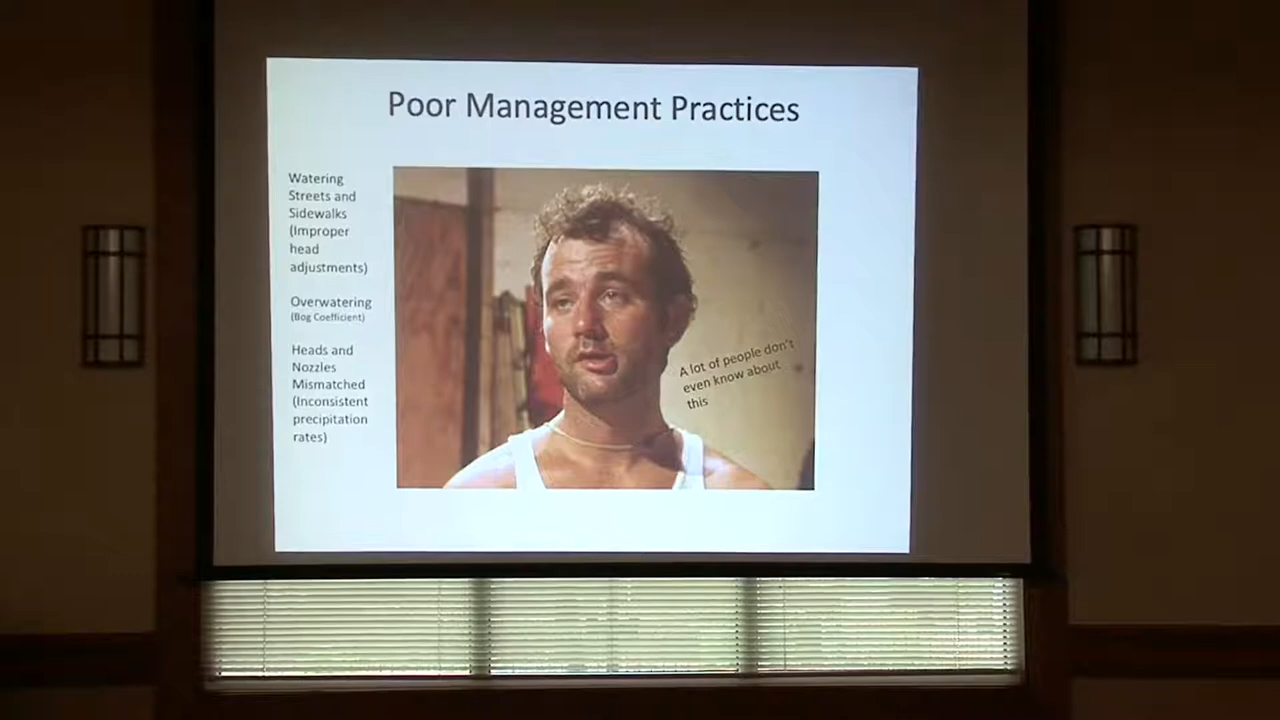 Poor Management Practices
Watering
Streets and
Sidewalks
(Improper
head
adjustments)
Overwatering
(Bog Coefficient)
Heads and
Nozzles
Mismatched
(Inconsistent
precipitation
rates)
A lot of people don't
even know about
this